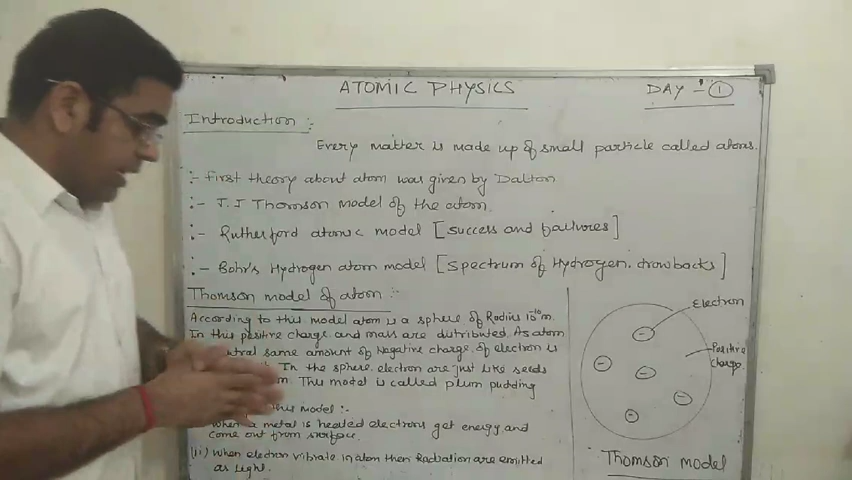 ATOMIC PHYSICS
DAY - 1
Introduction :-
Every matter is made up of small particle called atoms.
:- First theory about atom was given by Dalton
:- J.J Thomson model of the atom.
:- Rutherford atomic model [success and failures]
:- Bohr's Hydrogen atom model [Spectrum of Hydrogen. drawbacks]
Thomson model of atom :-
According to this model atom is a sphere of Radius 10⁻¹⁰m.
In this positive charge and mass are distributed. As atom
same amount of Negative charge of electron is
In the sphere electron are just like seeds
This model is called plum pudding
this model :-
When a metal is heated electrons get energy and
come out from surface.
(ii) when electron vibrate in atom then Radiation are emitted
as light.
Electron
Positive
charge.
Thomson model